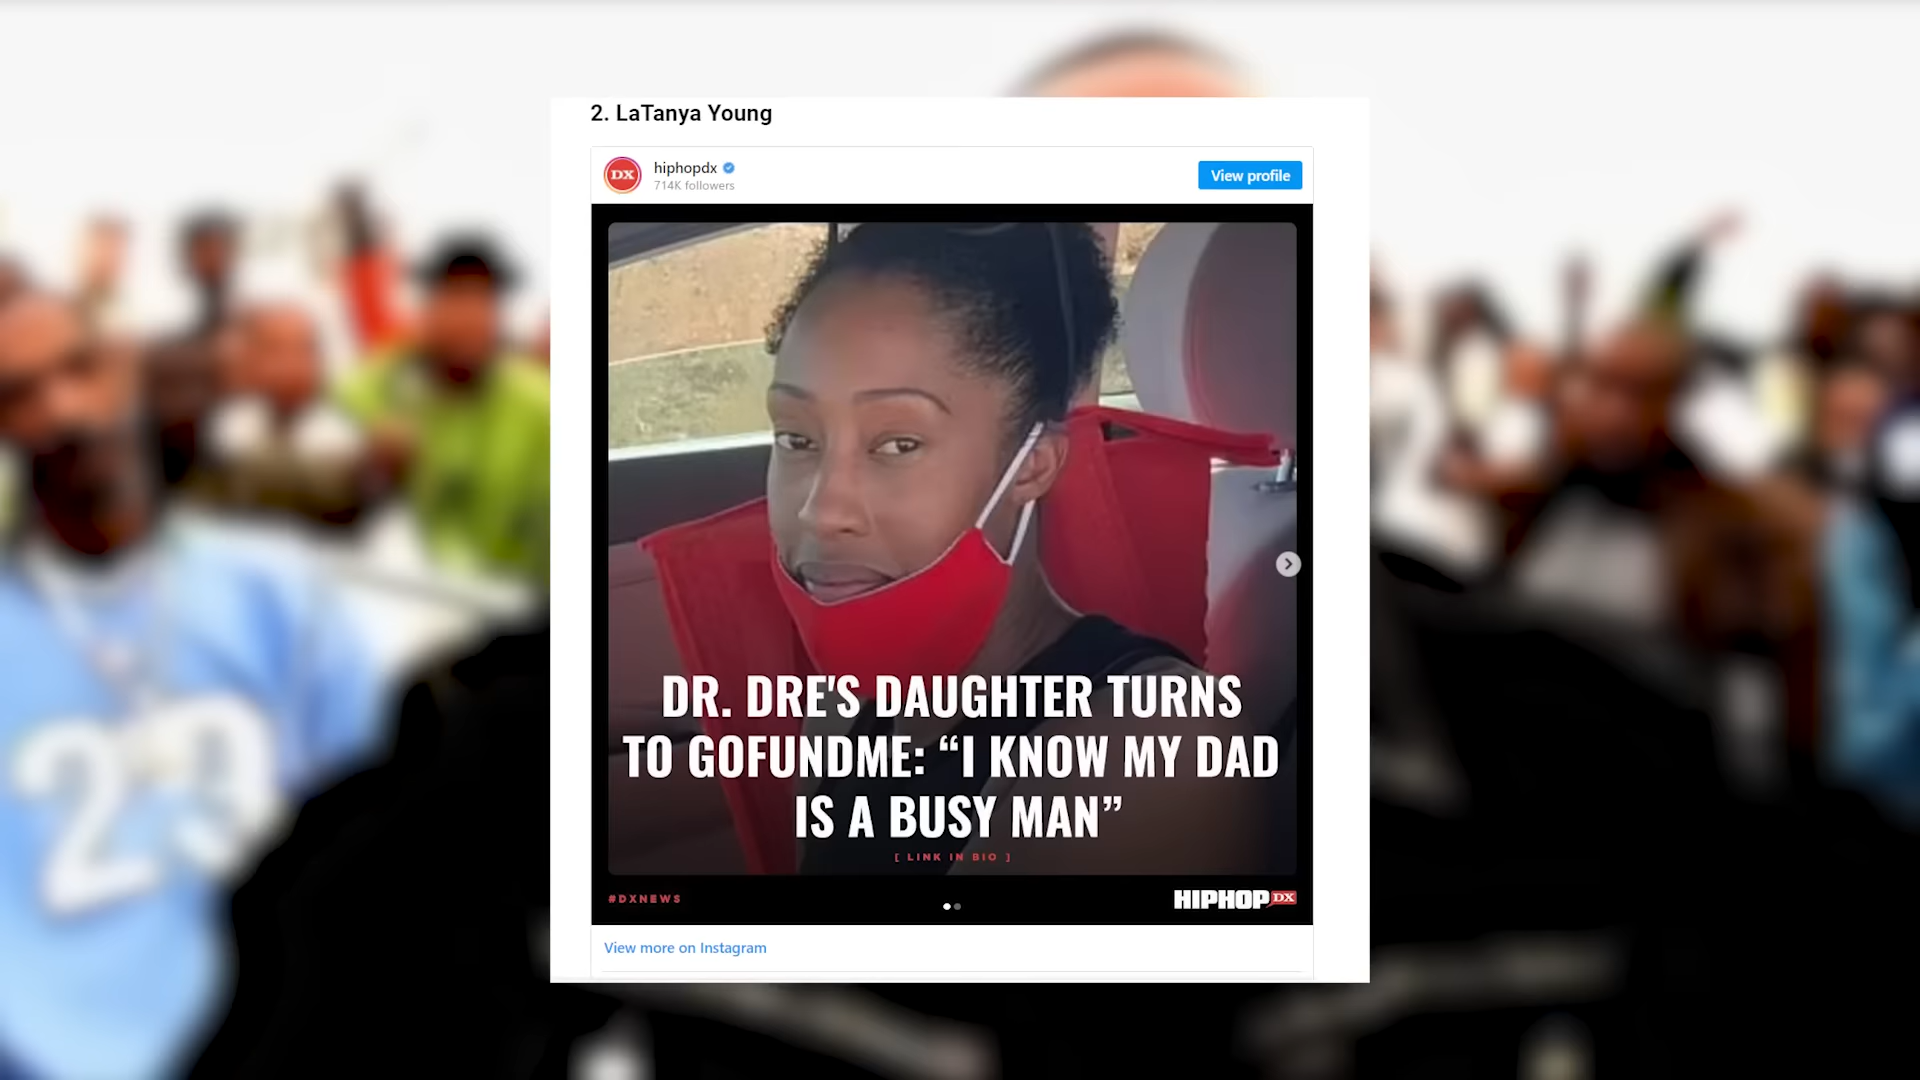 2. LaTanya Young
DX
hiphopdx
714K followers
View profile
DR. DRE'S DAUGHTER TURNS
TO GOFUNDME: “I KNOW MY DAD
IS A BUSY MAN”
[ LINK IN BIO ]
#DXNEWS
HIPHOPDX
View more on Instagram
23